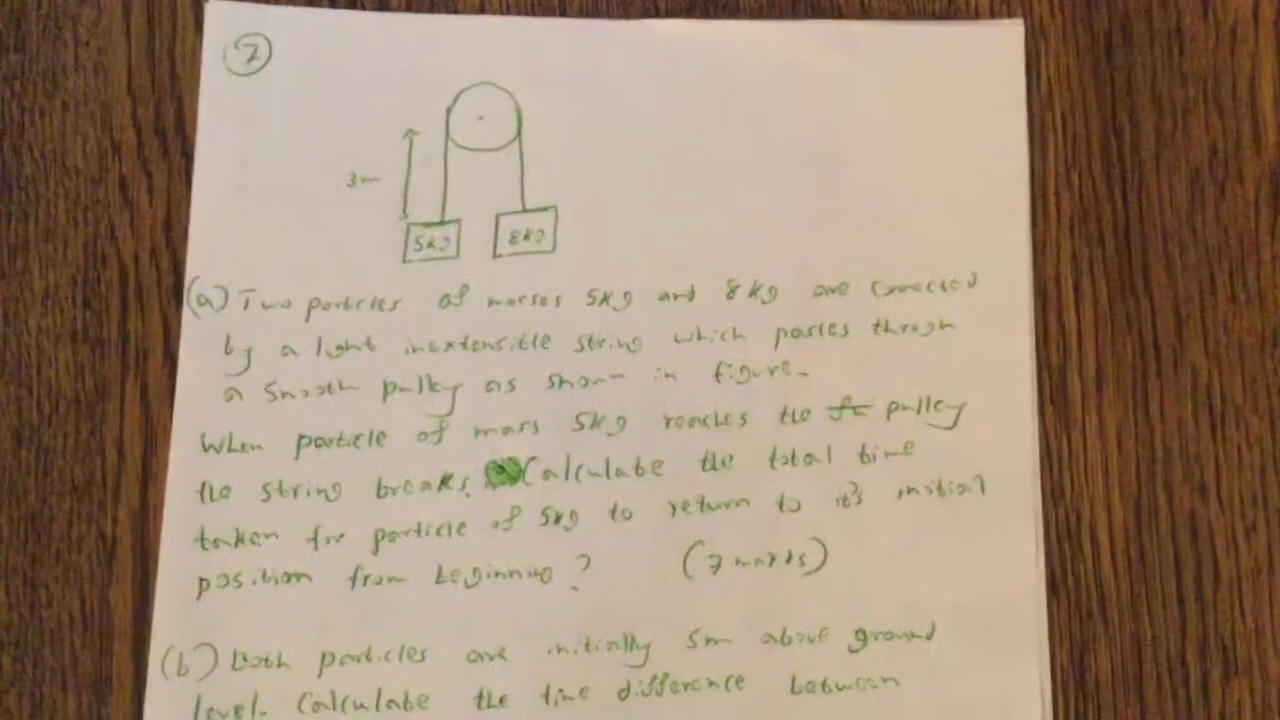 7
3m
5kg 8kg
(a) Two particles of masses 5kg and 8kg are connected
by a light inextensible string which passes through
a smooth pulley as shown in figure.
When particle of mass 5kg reaches the pulley
the string breaks. Calculate the total time
taken for particle of 5kg to return to it's initial
position from beginning? (7 marks)
(b) Both particles are initially 5m above ground
level. Calculate the time difference between